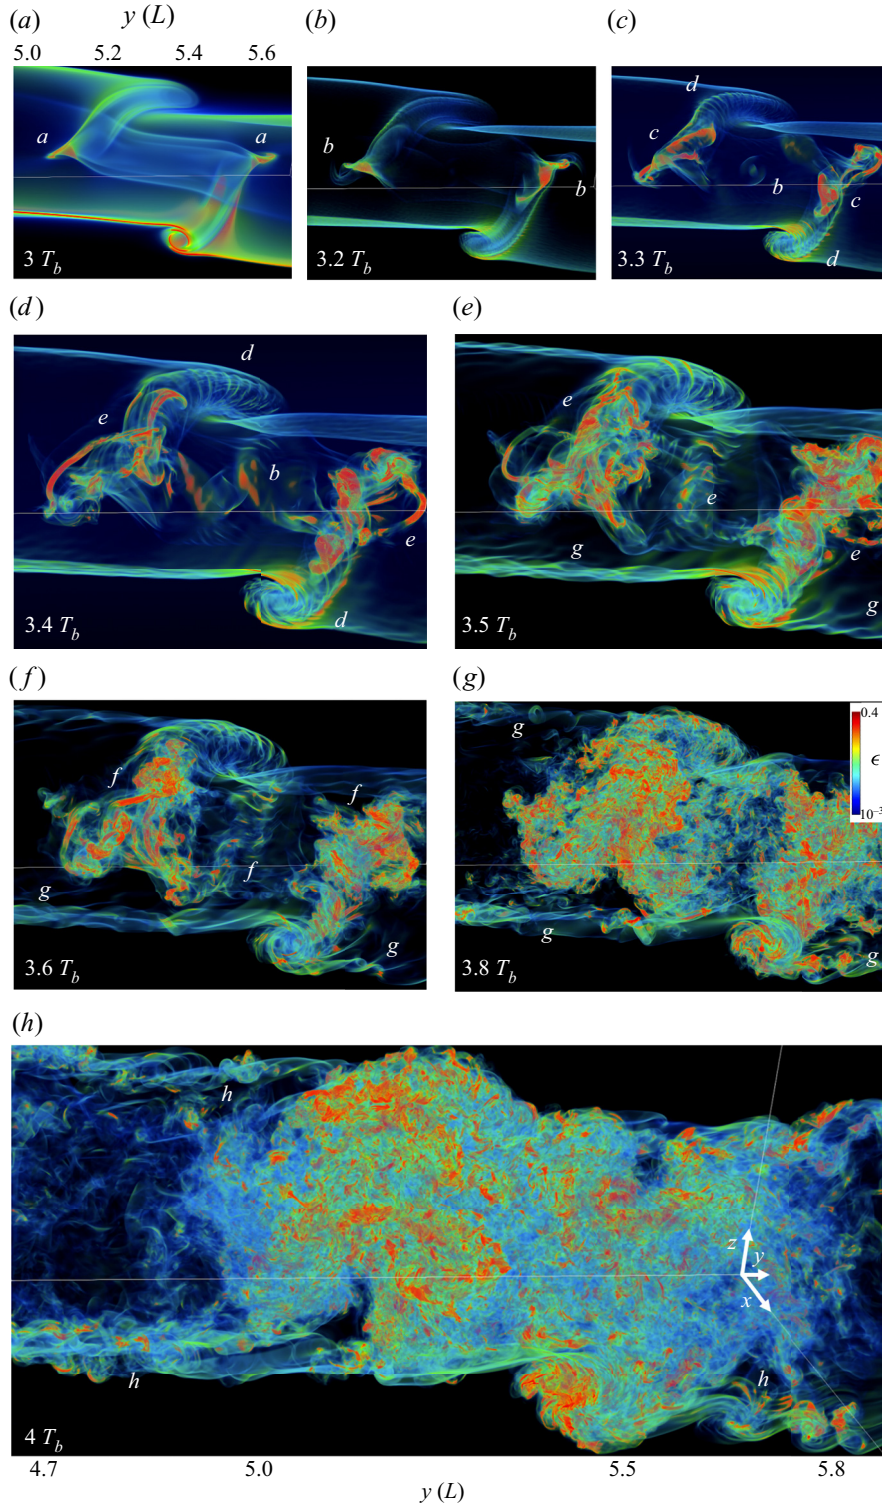 (a) y (L) (b) (c)
5.0 5.2 5.4 5.6
a a
3 T_b
b b
3.2 T_b
d
c
b c
d
3.3 T_b
(d) (e)
d
e
b
e
d
3.4 T_b
e
e
g e
g
3.5 T_b
(f) (g)
f f
f
g
g
3.6 T_b
g
0.4
ϵ
10⁻³
g
g
3.8 T_b
(h)
h
z
y
x
h
h
4 T_b
4.7 5.0 5.5 5.8
y (L)